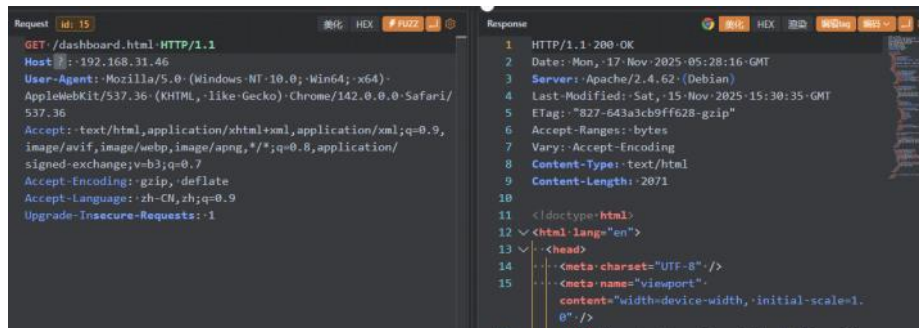 Request id: 15 美化 HEX FUZZ
GET /dashboard.html HTTP/1.1
Host ? : 192.168.31.46
User-Agent: Mozilla/5.0 (Windows NT 10.0; Win64; x64)
AppleWebKit/537.36 (KHTML, like Gecko) Chrome/142.0.0.0 Safari/
537.36
Accept: text/html,application/xhtml+xml,application/xml;q=0.9,
image/avif,image/webp,image/apng,*/*;q=0.8,application/
signed-exchange;v=b3;q=0.7
Accept-Encoding: gzip, deflate
Accept-Language: zh-CN,zh;q=0.9
Upgrade-Insecure-Requests: 1
Response 美化 HEX 渲染
1 HTTP/1.1 200 OK
2 Date: Mon, 17 Nov 2025 05:28:16 GMT
3 Server: Apache/2.4.62 (Debian)
4 Last-Modified: Sat, 15 Nov 2025 15:30:35 GMT
5 ETag: "827-643a3cb9ff628-gzip"
6 Accept-Ranges: bytes
7 Vary: Accept-Encoding
8 Content-Type: text/html
9 Content-Length: 2071
10
11 <!doctype html>
12 <html lang="en">
13 <head>
14 <meta charset="UTF-8" />
15 <meta name="viewport"
content="width=device-width, initial-scale=1.
0" />